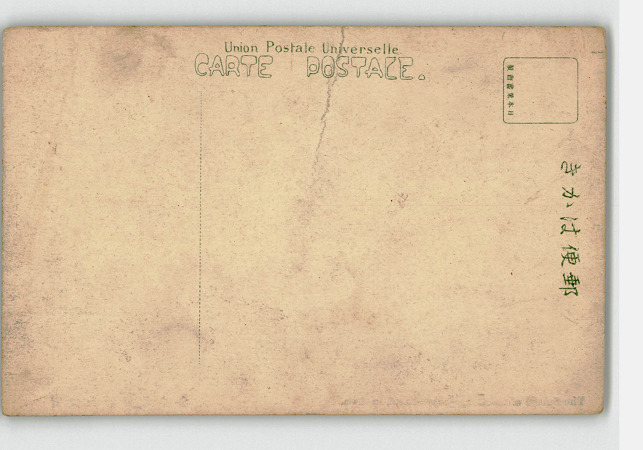 Union Postale Universelle
CARTE POSTALE.
きかは便郵